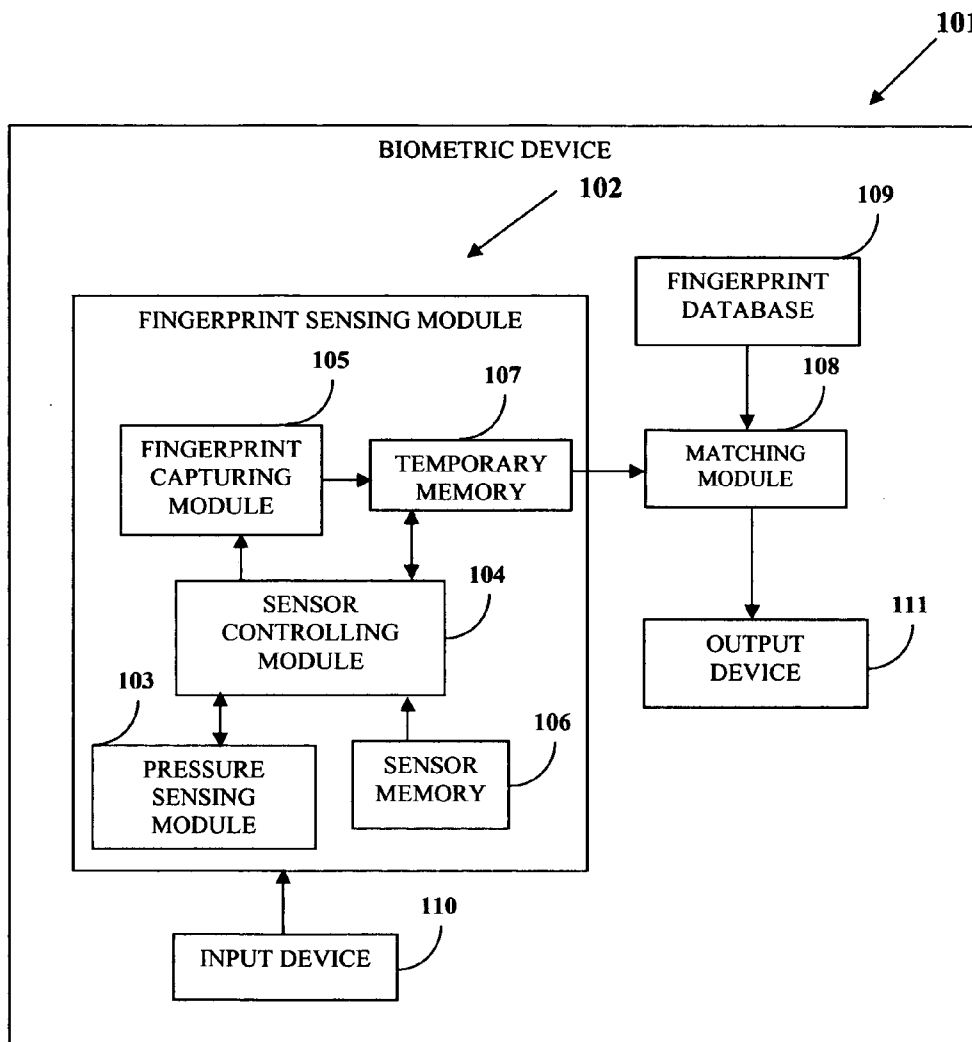 101
BIOMETRIC DEVICE
102
109
FINGERPRINT
DATABASE
FINGERPRINT SENSING MODULE
105
107
108
FINGERPRINT
CAPTURING
MODULE
TEMPORARY
MEMORY
MATCHING
MODULE
104
SENSOR
CONTROLLING
MODULE
111
OUTPUT
DEVICE
103
106
PRESSURE
SENSING
MODULE
SENSOR
MEMORY
110
INPUT DEVICE